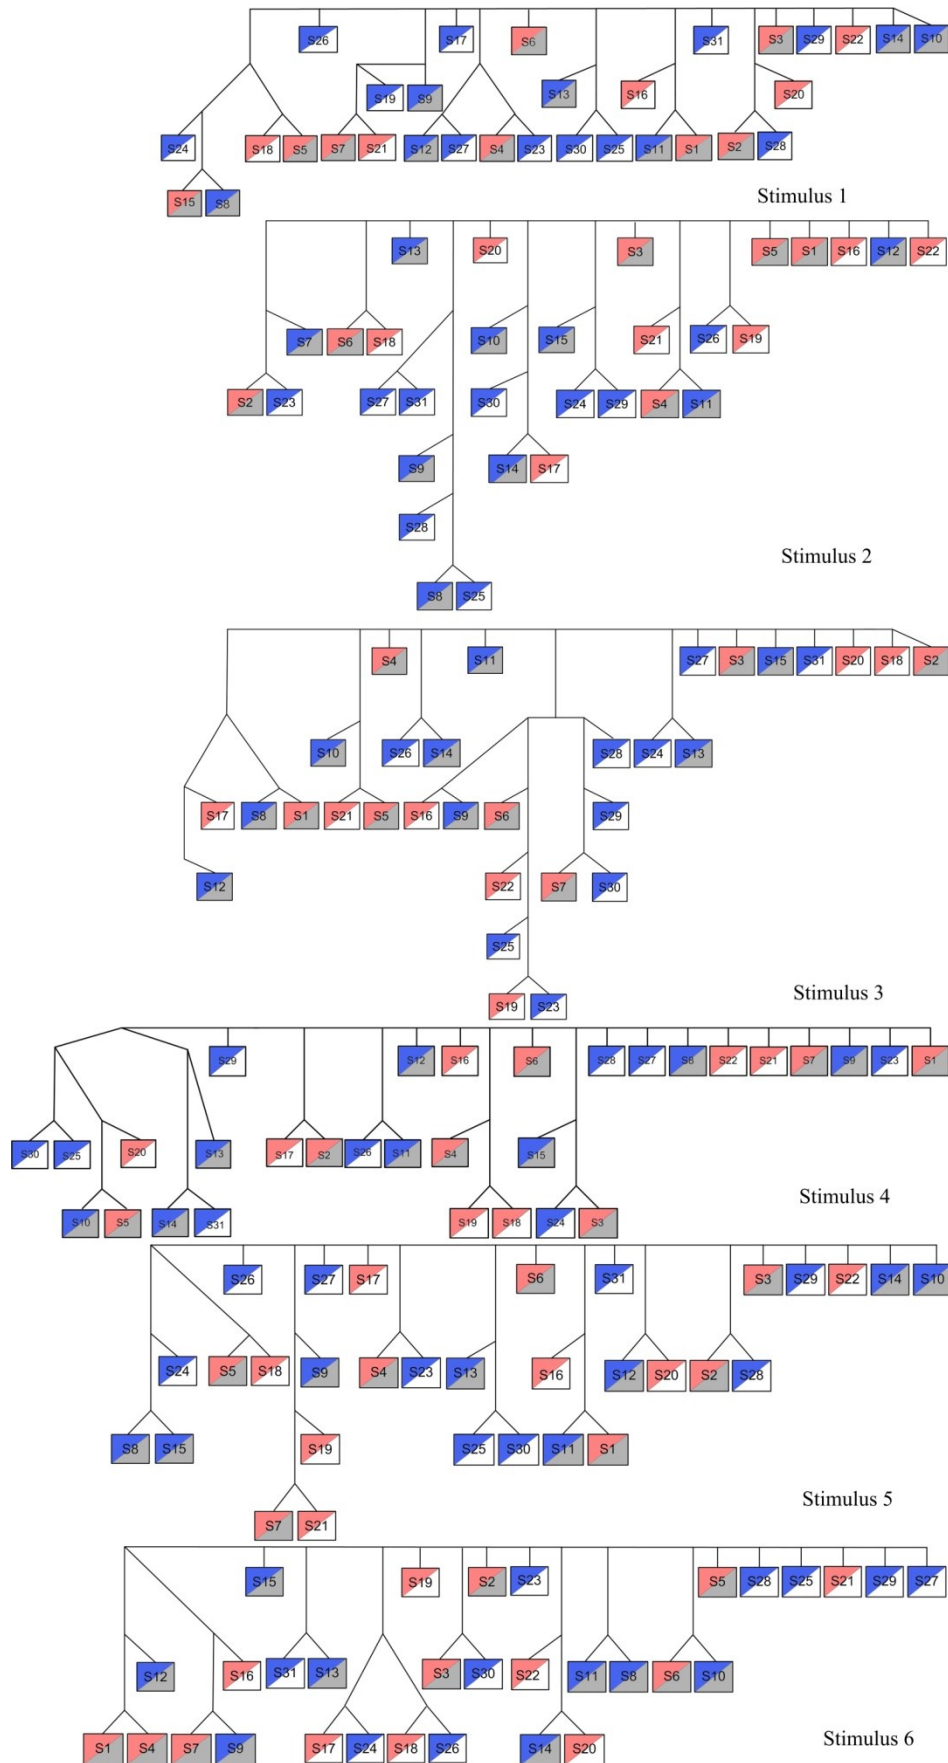 S26 S17 S6 S31 S3 S29 S22 S14 S10
S19 S9 S13 S16 S20
S24 S18 S5 S7 S21 S12 S27 S4 S23 S30 S25 S11 S1 S2 S28
S15 S8
Stimulus 1
S13 S20 S3 S5 S1 S16 S12 S22
S7 S6 S18 S10 S15 S21 S26 S19
S2 S23 S27 S31 S30 S24 S29 S4 S11
S9 S14 S17
S28
Stimulus 2
S8 S25
S4 S11 S27 S3 S15 S31 S20 S18 S2
S10 S26 S14 S28 S24 S13
S17 S8 S1 S21 S5 S16 S9 S6 S29
S12 S22 S7 S30
S25
Stimulus 3
S19 S23
S29 S12 S16 S6 S28 S27 S8 S22 S21 S7 S9 S23 S1
S30 S25 S20 S13 S17 S2 S26 S11 S4 S15
Stimulus 4
S10 S5 S14 S31 S19 S18 S24 S3
S26 S27 S17 S6 S31 S3 S29 S22 S14 S10
S24 S5 S18 S9 S4 S23 S13 S16 S12 S20 S2 S28
S8 S15 S19 S25 S30 S11 S1
Stimulus 5
S7 S21
S15 S19 S2 S23 S5 S28 S25 S21 S29 S27
S12 S16 S31 S13 S3 S30 S22 S11 S8 S6 S10
Stimulus 6
S1 S4 S7 S9 S17 S24 S18 S26 S14 S20